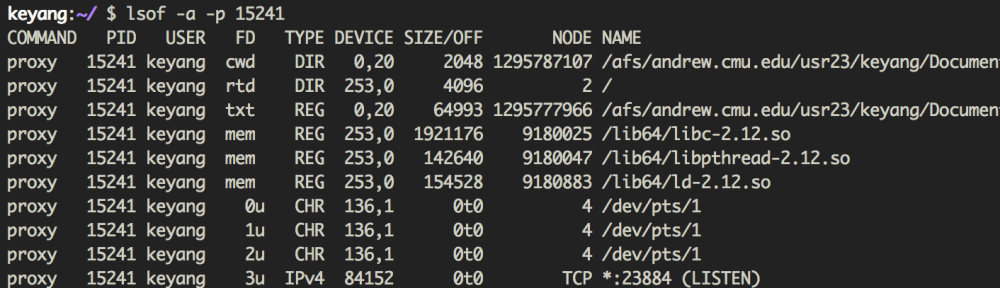 keyang:~/ $ lsof -a -p 15241
COMMAND PID USER FD TYPE DEVICE SIZE/OFF NODE NAME
proxy 15241 keyang cwd DIR 0,20 2048 1295787107 /afs/andrew.cmu.edu/usr23/keyang/Documen
proxy 15241 keyang rtd DIR 253,0 4096 2 /
proxy 15241 keyang txt REG 0,20 64993 1295777966 /afs/andrew.cmu.edu/usr23/keyang/Documen
proxy 15241 keyang mem REG 253,0 1921176 9180025 /lib64/libc-2.12.so
proxy 15241 keyang mem REG 253,0 142640 9180047 /lib64/libpthread-2.12.so
proxy 15241 keyang mem REG 253,0 154528 9180883 /lib64/ld-2.12.so
proxy 15241 keyang 0u CHR 136,1 0t0 4 /dev/pts/1
proxy 15241 keyang 1u CHR 136,1 0t0 4 /dev/pts/1
proxy 15241 keyang 2u CHR 136,1 0t0 4 /dev/pts/1
proxy 15241 keyang 3u IPv4 84152 0t0 TCP *:23884 (LISTEN)